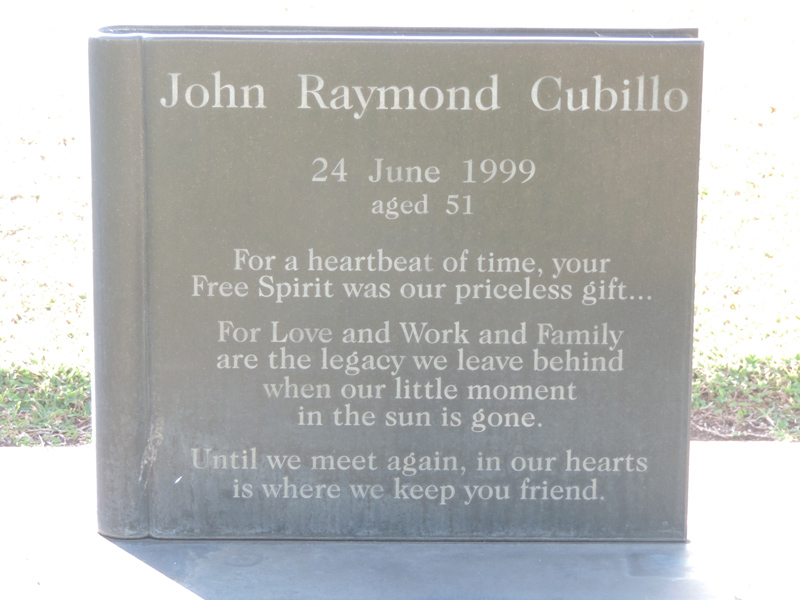 John Raymond Cubillo
24 June 1999
aged 51
For a heartbeat of time, your
Free Spirit was our priceless gift...
For Love and Work and Family
are the legacy we leave behind
when our little moment
in the sun is gone.
Until we meet again, in our hearts
is where we keep you friend.